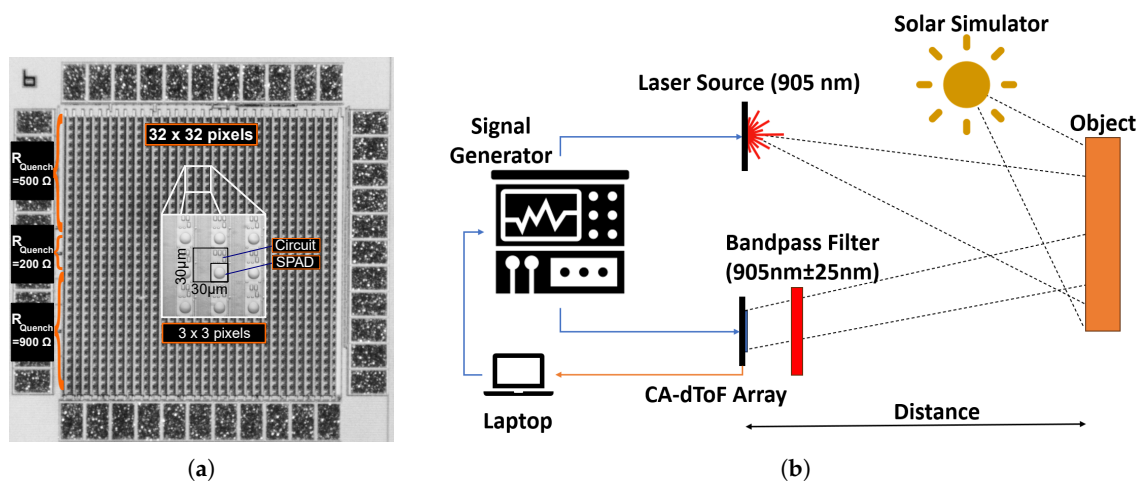 b
32 x 32 pixels
R
Quench
=500 Ω
R
Quench
=200 Ω
R
Quench
=900 Ω
Circuit
SPAD
30µm
30µm
3 x 3 pixels
(a)
Solar Simulator
Laser Source (905 nm)
Object
Signal
Generator
Bandpass Filter
(905nm±25nm)
CA-dToF Array
Laptop
Distance
(b)